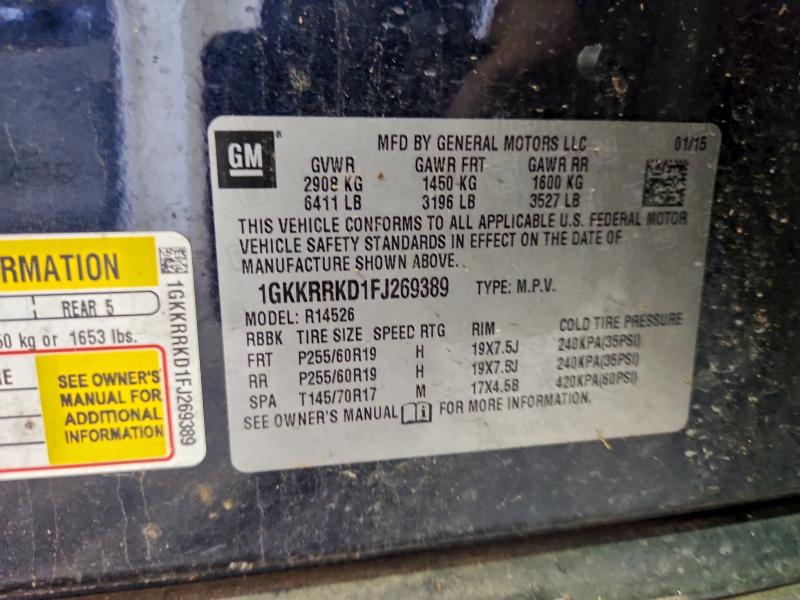 GM
MFD BY GENERAL MOTORS LLC 01/15
GVWR GAWR FRT GAWR RR
2908 KG 1450 KG 1600 KG
6411 LB 3196 LB 3527 LB
THIS VEHICLE CONFORMS TO ALL APPLICABLE U.S. FEDERAL MOTOR
VEHICLE SAFETY STANDARDS IN EFFECT ON THE DATE OF
MANUFACTURE SHOWN ABOVE.
1GKKRRKD1FJ269389 TYPE: M.P.V.
MODEL: R14526
RBBK TIRE SIZE SPEED RTG RIM COLD TIRE PRESSURE
FRT P255/60R19 H 19X7.5J 240KPA(35PSI)
RR P255/60R19 H 19X7.5J 240KPA(35PSI)
SPA T145/70R17 M 17X4.5B 420KPA(60PSI)
SEE OWNER'S MANUAL FOR MORE INFORMATION.
RMATION
REAR 5
kg or 1653 lbs.
SEE OWNER'S
MANUAL FOR
ADDITIONAL
INFORMATION
1GKKRRKD1FJ269389